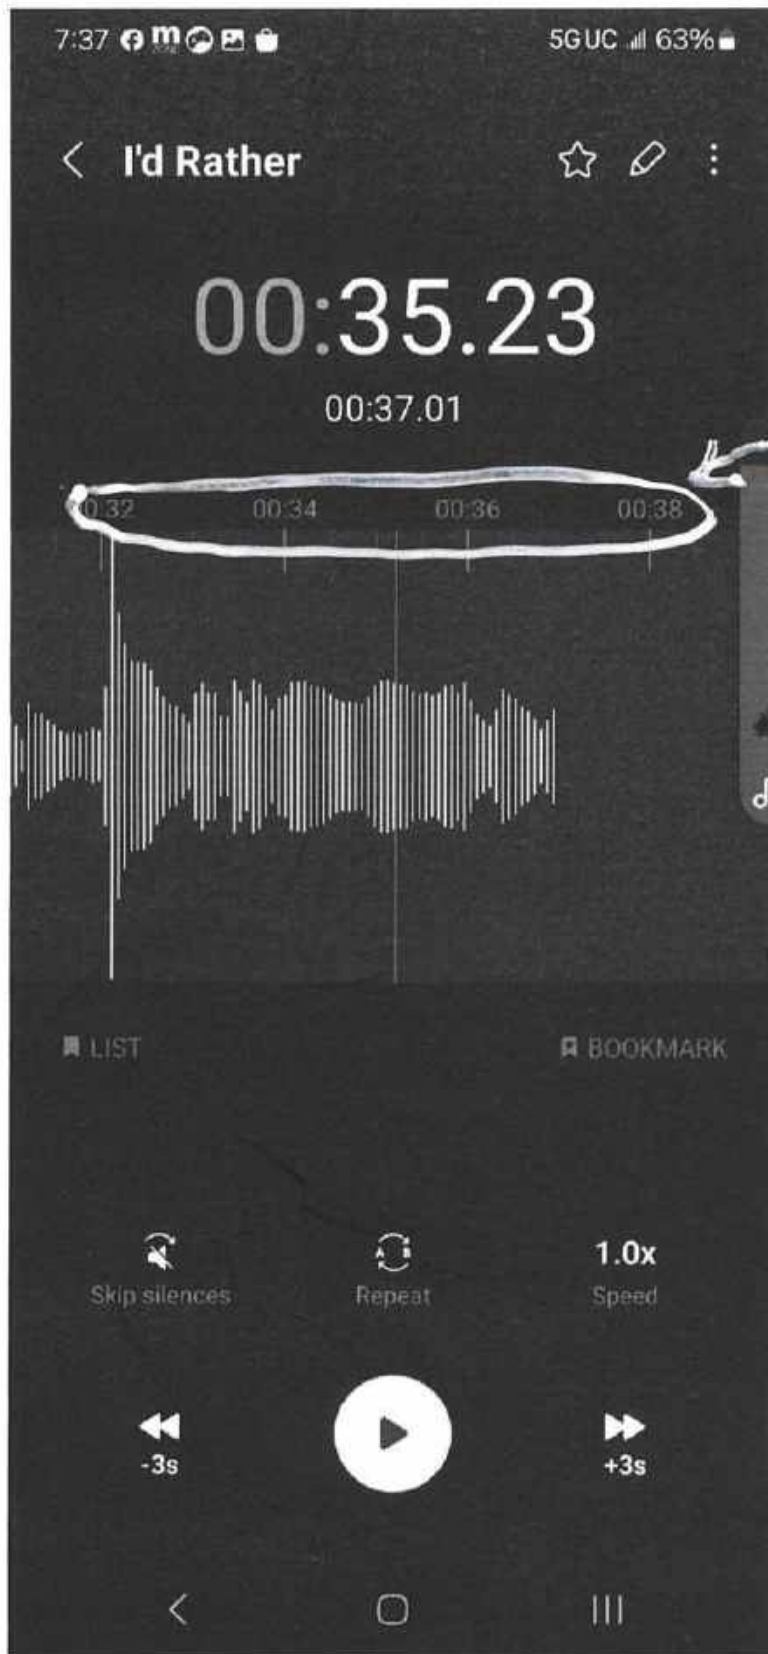 7:37 5G UC 63%
I'd Rather
00:35.23
00:37.01
0:32 00:34 00:36 00:38
LIST BOOKMARK
A B 1.0x
Skip silences Repeat Speed
-3s +3s